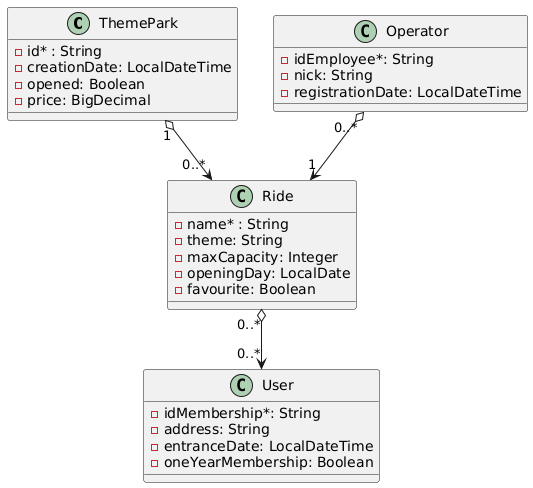 C ThemePark
id* : String
creationDate: LocalDateTime
opened: Boolean
price: BigDecimal
C Operator
idEmployee*: String
nick: String
registrationDate: LocalDateTime
1
0..*
0..*
1
C Ride
name* : String
theme: String
maxCapacity: Integer
openingDay: LocalDate
favourite: Boolean
0..*
0..*
C User
idMembership*: String
address: String
entranceDate: LocalDateTime
oneYearMembership: Boolean